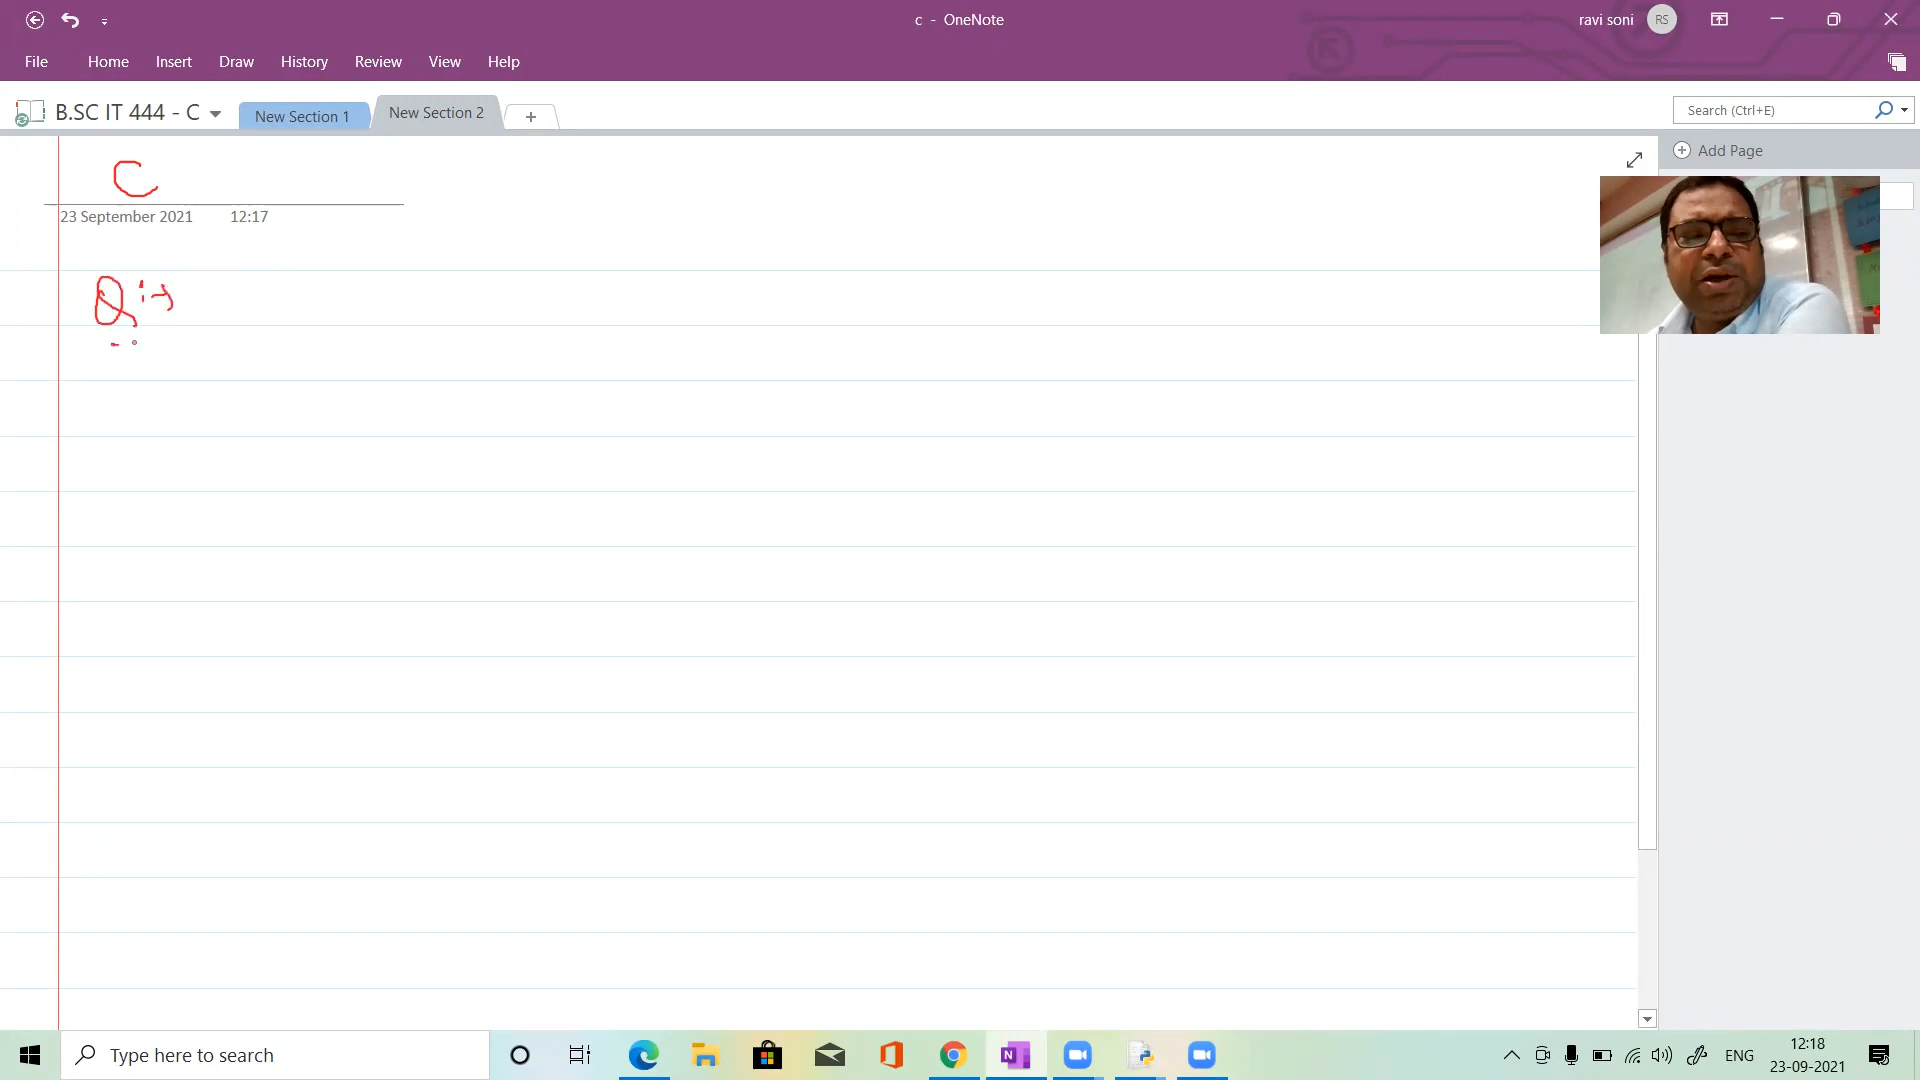 c - OneNote
ravi soni RS
File Home Insert Draw History Review View Help
B.SC IT 444 - C New Section 1 New Section 2 + Search (Ctrl+E)
Add Page
C
23 September 2021 12:17
Q:→
Type here to search
ENG
12:18
23-09-2021